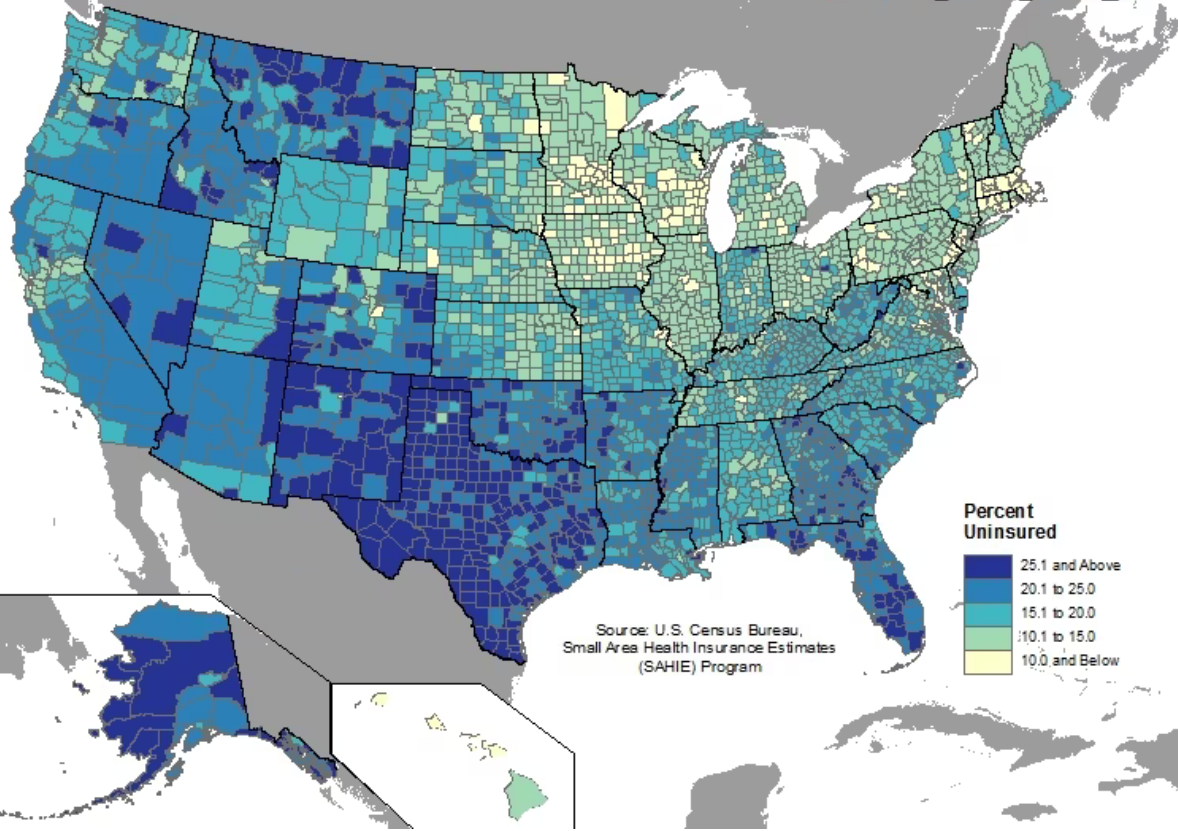 Percent
Uninsured
25.1 and Above
20.1 to 25.0
15.1 to 20.0
10.1 to 15.0
10.0 and Below
Source: U.S. Census Bureau,
Small Area Health Insurance Estimates
(SAHIE) Program